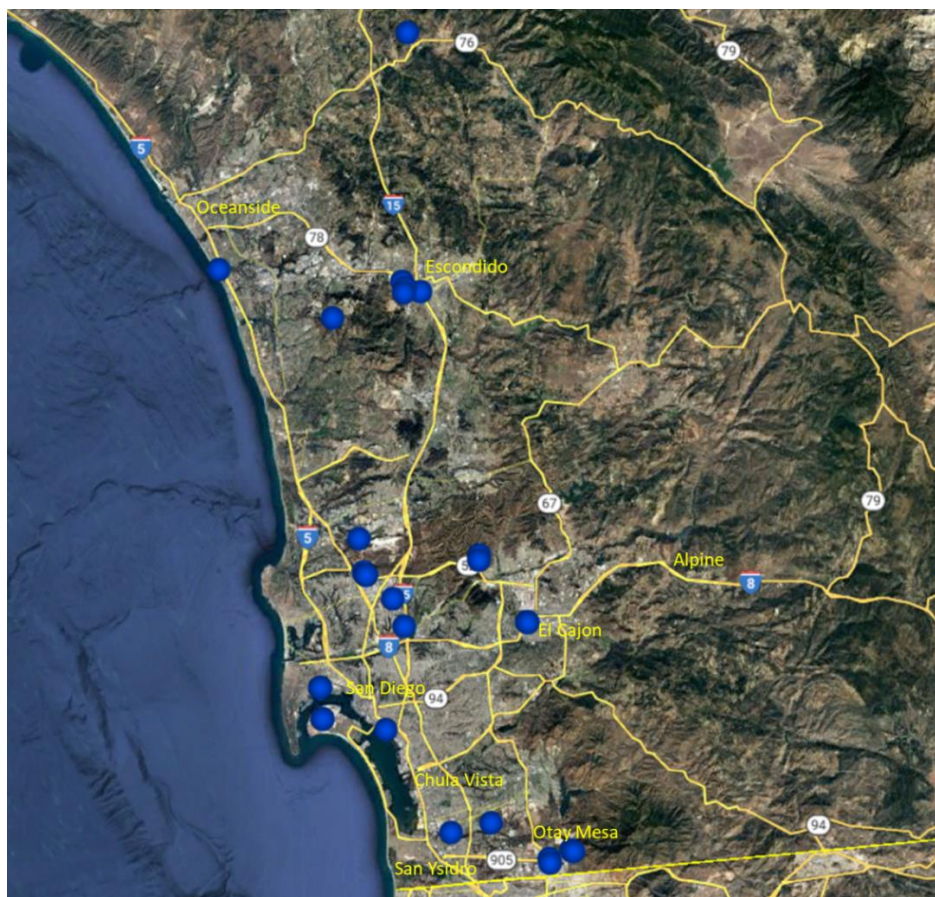 76
79
5
Oceanside
15
78
Escondido
67
79
5
Alpine
5
8
El Cajon
8
San Diego
94
Chula Vista
Otay Mesa
94
905
San Ysidro